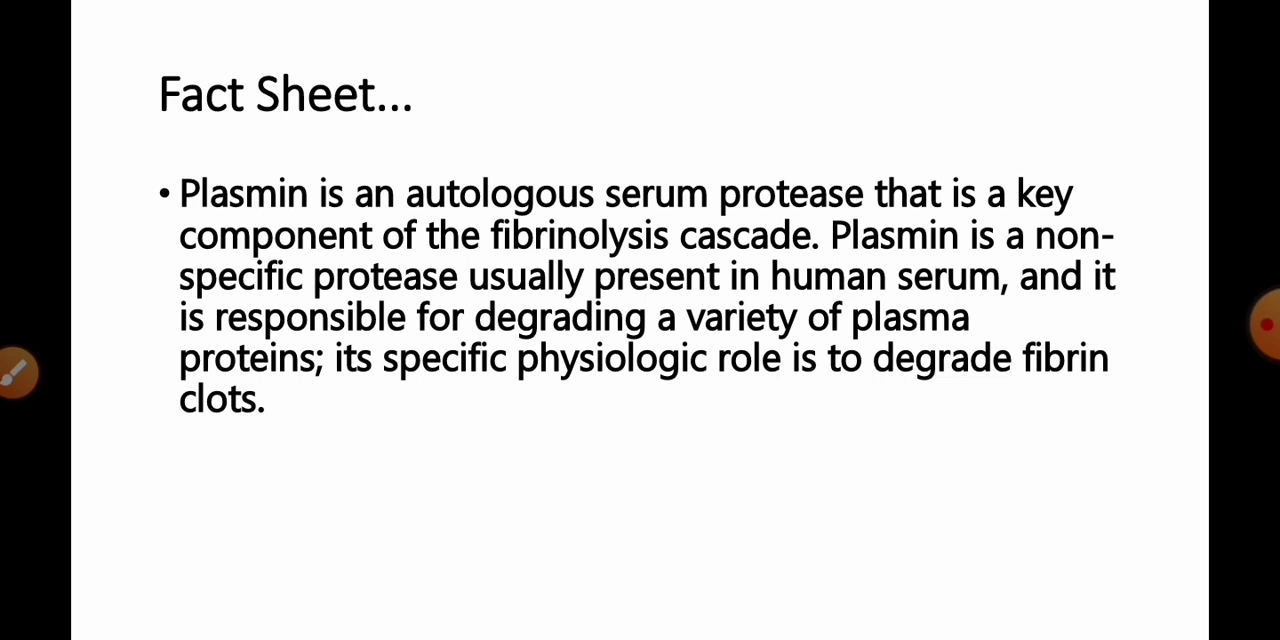 Fact Sheet...
• Plasmin is an autologous serum protease that is a key
component of the fibrinolysis cascade. Plasmin is a non-
specific protease usually present in human serum, and it
is responsible for degrading a variety of plasma
proteins; its specific physiologic role is to degrade fibrin
clots.